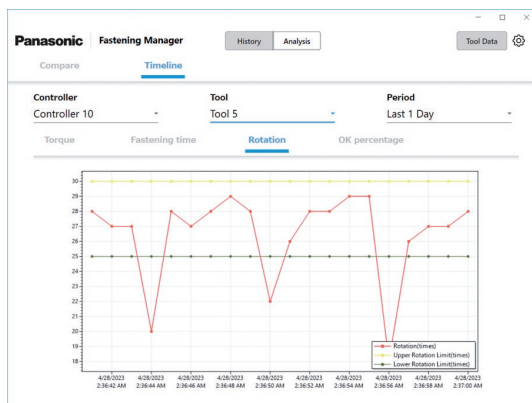 Panasonic Fastening Manager History Analysis Tool Data
Compare Timeline
Controller Tool Period
Controller 10 Tool 5 Last 1 Day
Torque Fastening time Rotation OK percentage
30
29
28
27
26
25
24
23
22
21
20
19
18
Rotation(times)
Upper Rotation Limit(times)
Lower Rotation Limit(times)
4/28/2023 4/28/2023 4/28/2023 4/28/2023 4/28/2023 4/28/2023 4/28/2023 4/28/2023 4/28/2023 4/28/2023
2:36:42 AM 2:36:44 AM 2:36:46 AM 2:36:48 AM 2:36:50 AM 2:36:52 AM 2:36:54 AM 2:36:56 AM 2:36:58 AM 2:37:00 AM